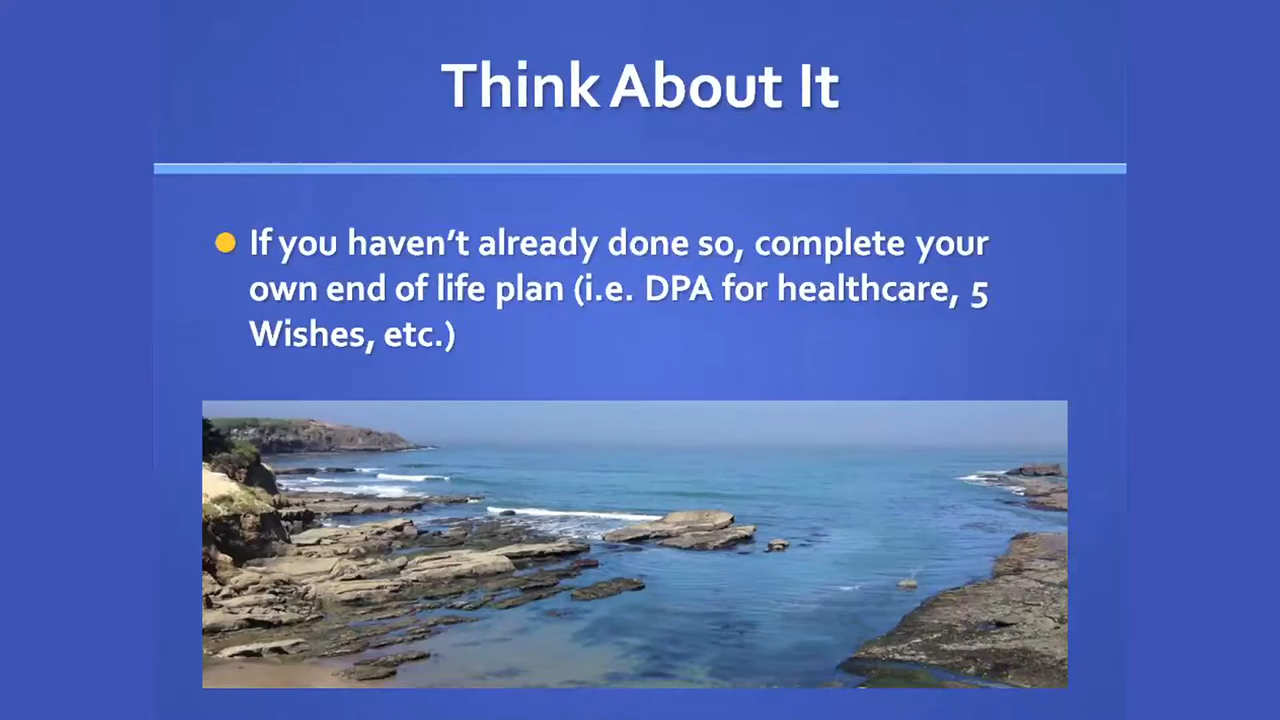 Think About It
If you haven’t already done so, complete your
own end of life plan (i.e. DPA for healthcare, 5
Wishes, etc.)